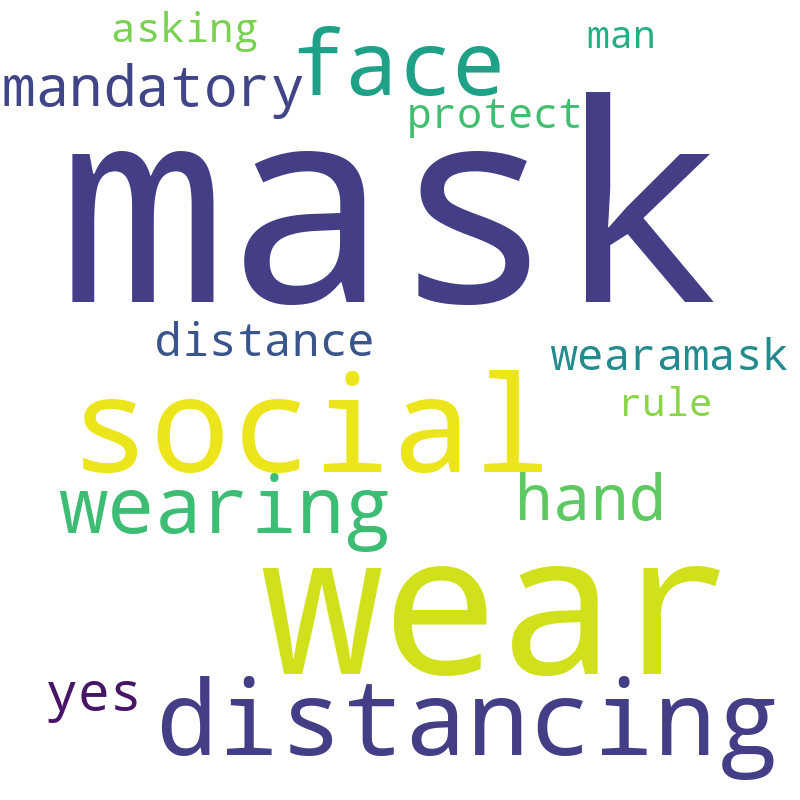 asking
man
face
mandatory
protect
mask
distance
wearamask
social
rule
wearing
hand
wear
yes
distancing